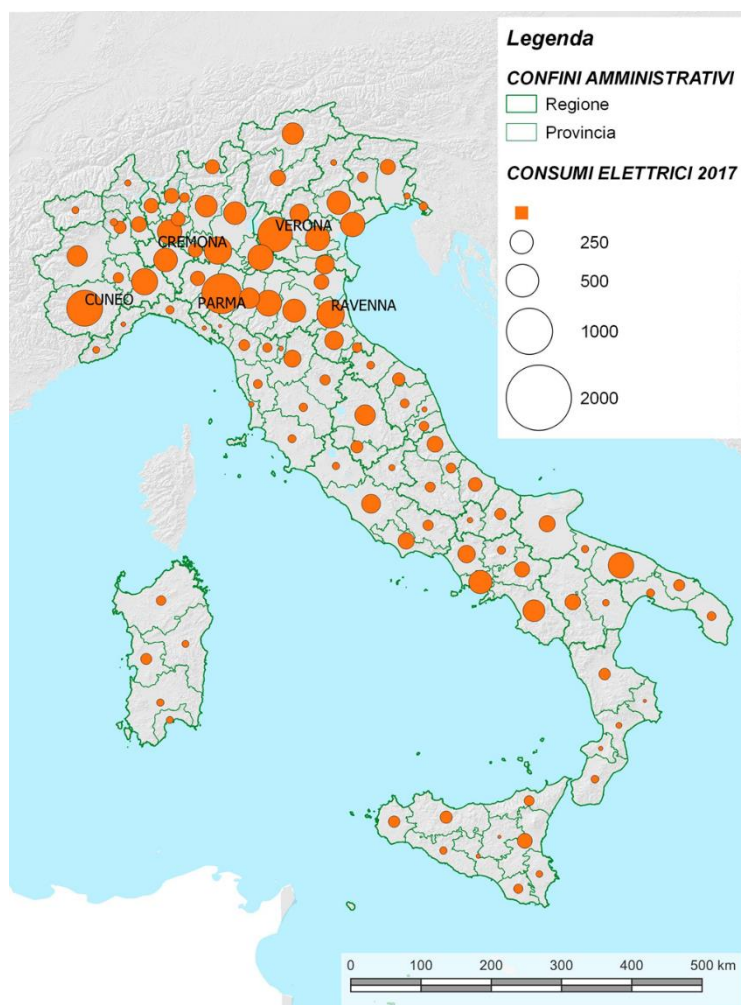 Legenda
CONFINI AMMINISTRATIVI
Regione
Provincia
CONSUMI ELETTRICI 2017
250
500
1000
2000
VERONA
CREMONA
CUNEO
PARMA
RAVENNA
0 100 200 300 400 500 km